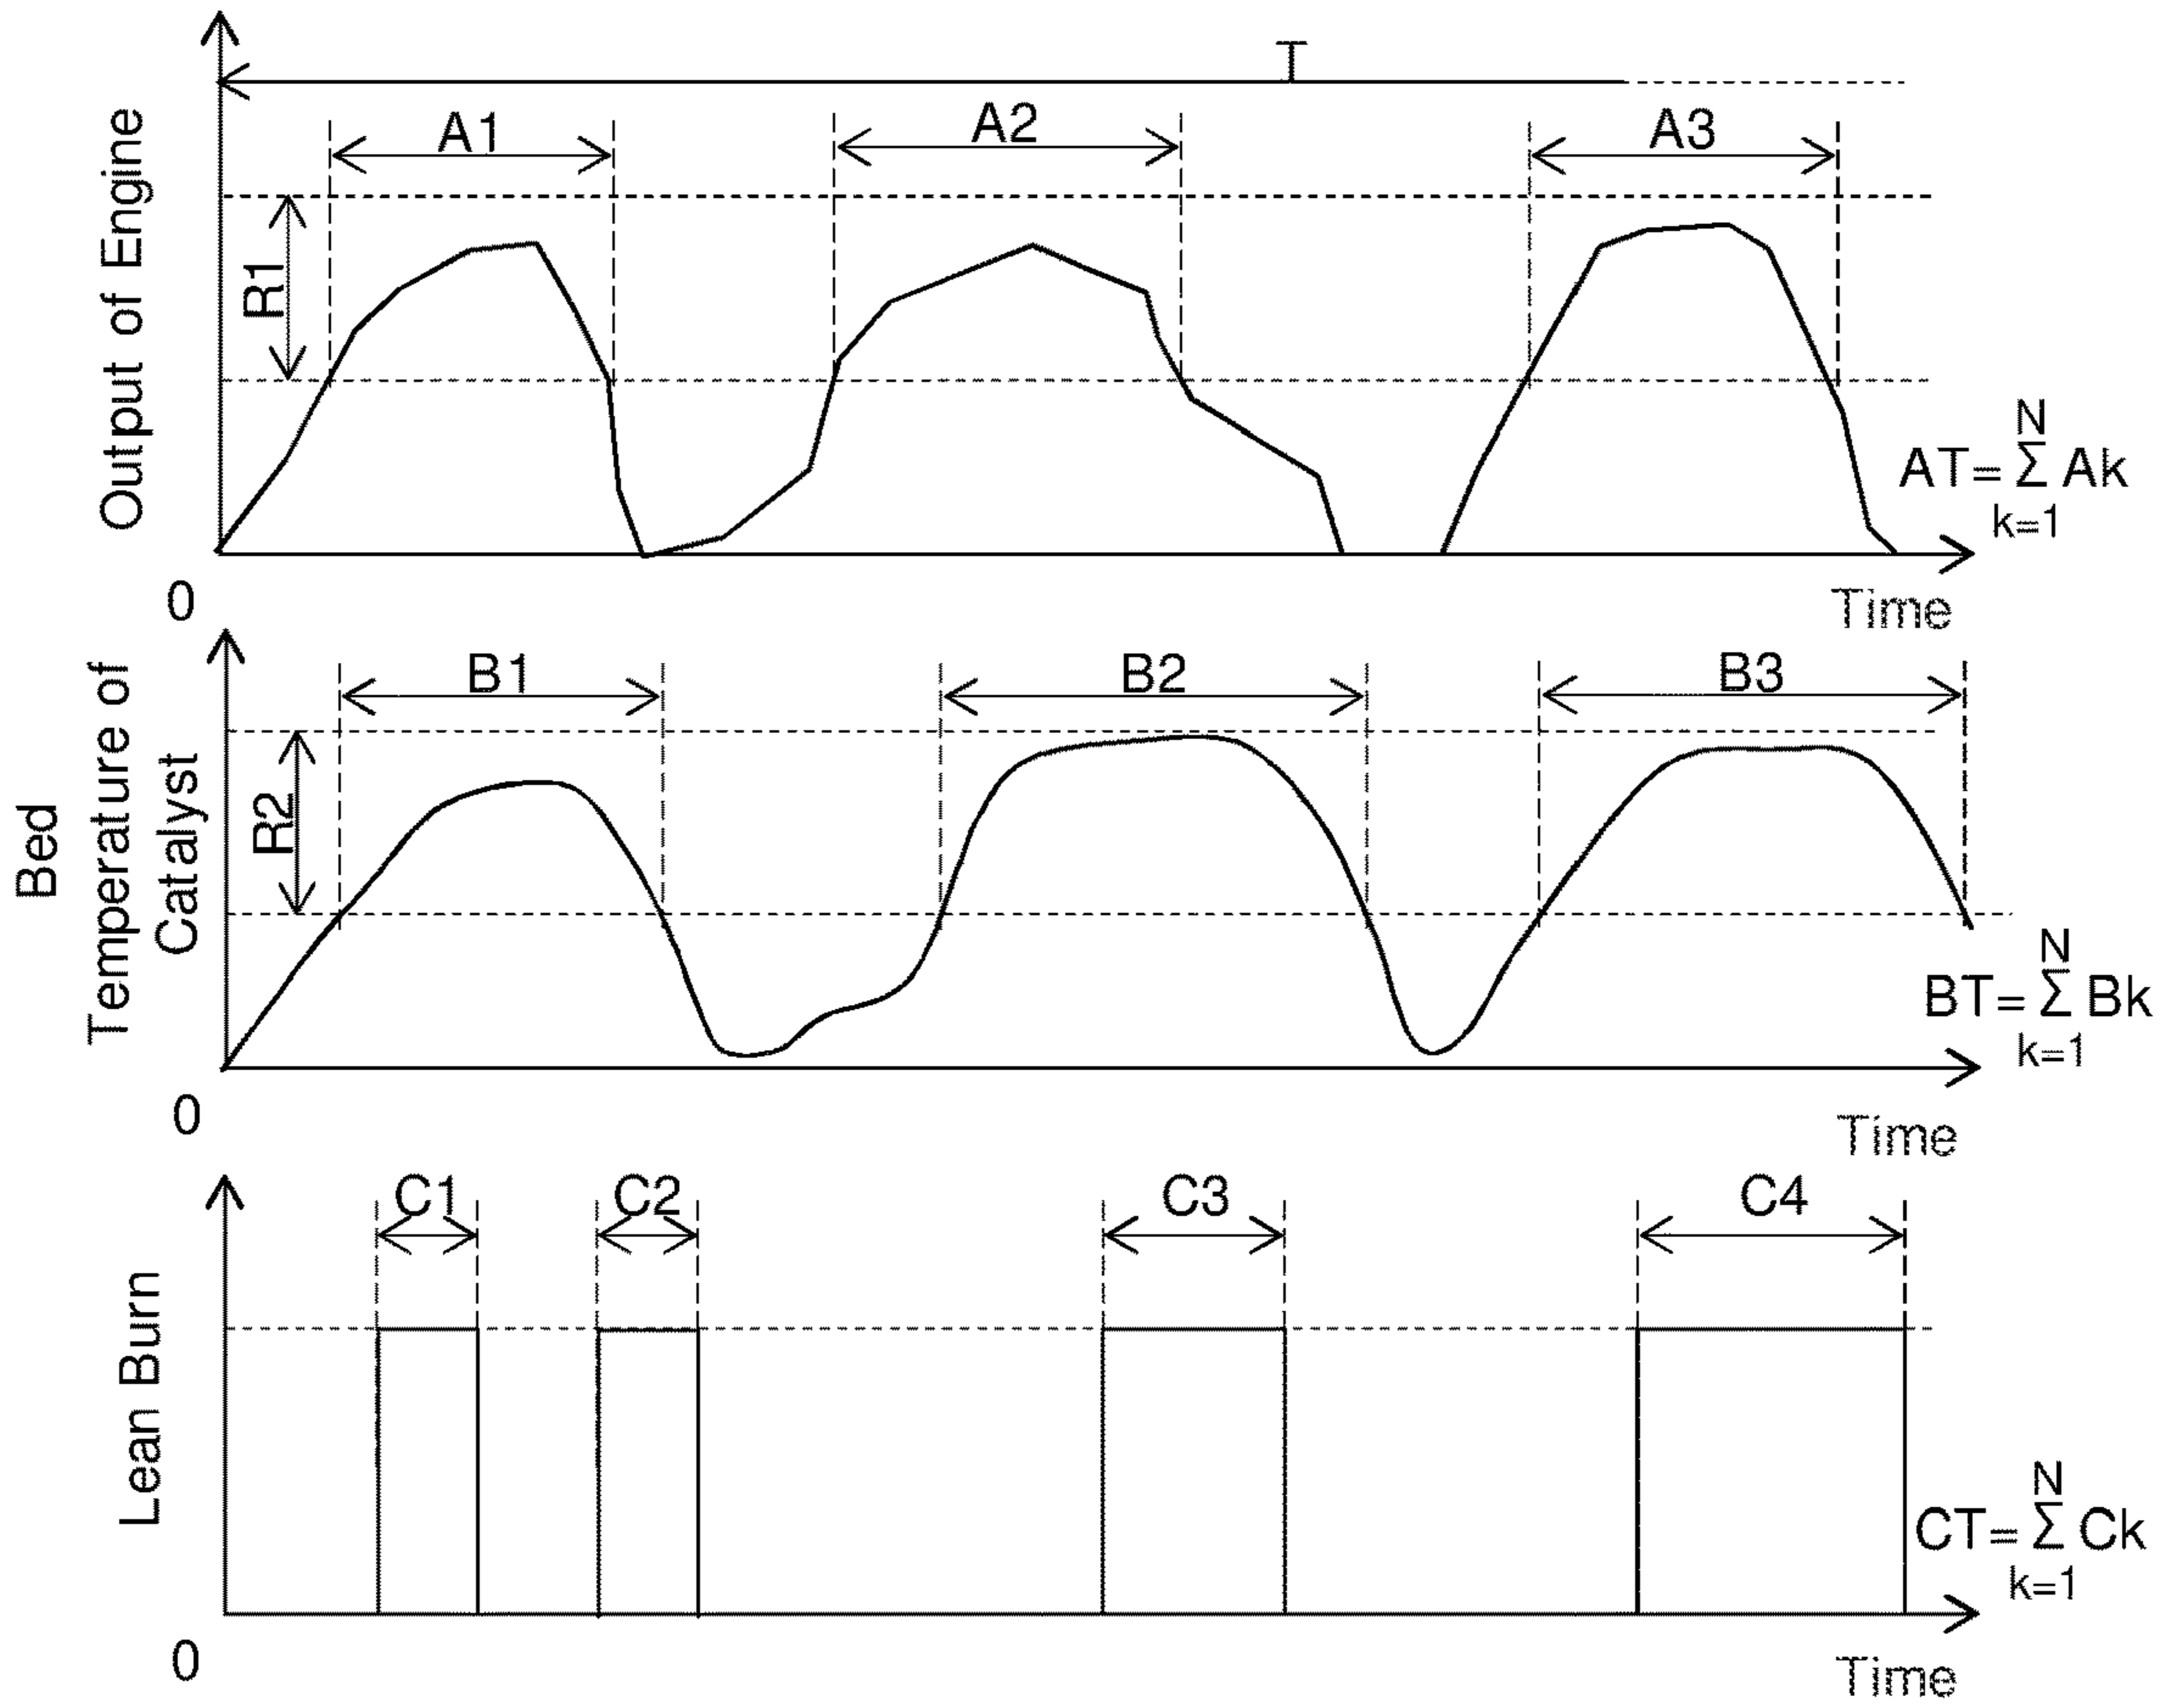 T
A1
A2
A3
R1
Output of Engine
N
AT=ΣAk
k=1
0
Time
B1
B2
B3
R2
Bed
Temperature of
Catalyst
N
BT=ΣBk
k=1
0
Time
C1
C2
C3
C4
Lean Burn
N
CT=ΣCk
k=1
0
Time